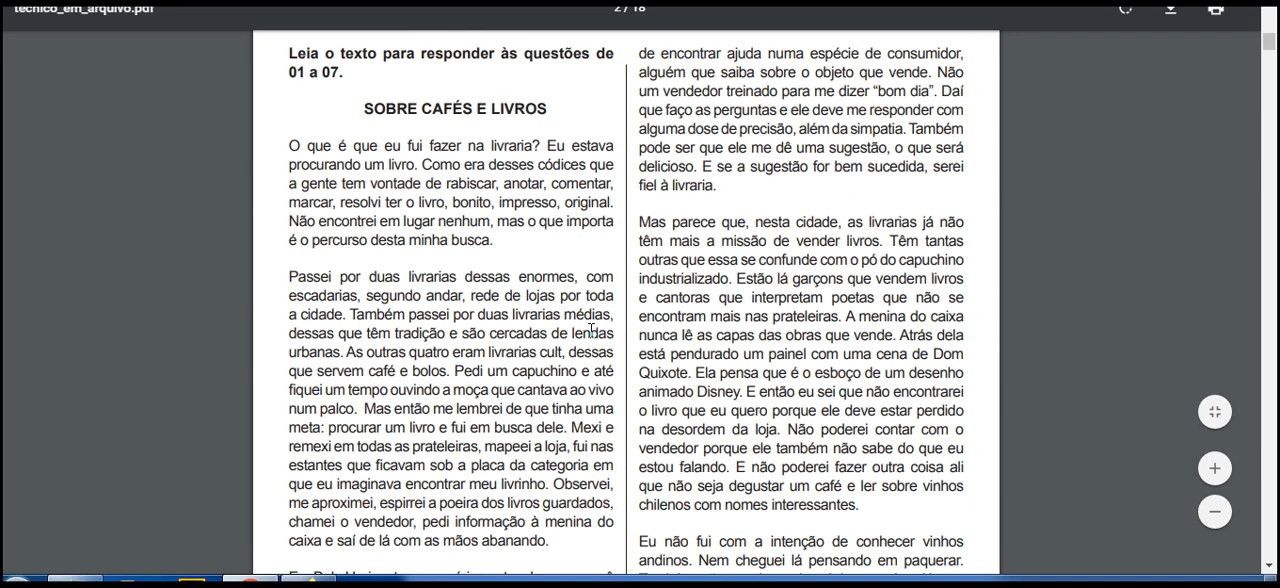 tecnico_em_arquivo.pdf
2 / 18
Leia o texto para responder às questões de
01 a 07.
SOBRE CAFÉS E LIVROS
O que é que eu fui fazer na livraria? Eu estava
procurando um livro. Como era desses códices que
a gente tem vontade de rabiscar, anotar, comentar,
marcar, resolvi ter o livro, bonito, impresso, original.
Não encontrei em lugar nenhum, mas o que importa
é o percurso desta minha busca.
Passei por duas livrarias dessas enormes, com
escadarias, segundo andar, rede de lojas por toda
a cidade. Também passei por duas livrarias médias,
dessas que têm tradição e são cercadas de lendas
urbanas. As outras quatro eram livrarias cult, dessas
que servem café e bolos. Pedi um capuchino e até
fiquei um tempo ouvindo a moça que cantava ao vivo
num palco. Mas então me lembrei de que tinha uma
meta: procurar um livro e fui em busca dele. Mexi e
remexi em todas as prateleiras, mapeei a loja, fui nas
estantes que ficavam sob a placa da categoria em
que eu imaginava encontrar meu livrinho. Observei,
me aproximei, espirrei a poeira dos livros guardados,
chamei o vendedor, pedi informação à menina do
caixa e saí de lá com as mãos abanando.
de encontrar ajuda numa espécie de consumidor,
alguém que saiba sobre o objeto que vende. Não
um vendedor treinado para me dizer “bom dia”. Daí
que faço as perguntas e ele deve me responder com
alguma dose de precisão, além da simpatia. Também
pode ser que ele me dê uma sugestão, o que será
delicioso. E se a sugestão for bem sucedida, serei
fiel à livraria.
Mas parece que, nesta cidade, as livrarias já não
têm mais a missão de vender livros. Têm tantas
outras que essa se confunde com o pó do capuchino
industrializado. Estão lá garçons que vendem livros
e cantoras que interpretam poetas que não se
encontram mais nas prateleiras. A menina do caixa
nunca lê as capas das obras que vende. Atrás dela
está pendurado um painel com uma cena de Dom
Quixote. Ela pensa que é o esboço de um desenho
animado Disney. E então eu sei que não encontrarei
o livro que eu quero porque ele deve estar perdido
na desordem da loja. Não poderei contar com o
vendedor porque ele também não sabe do que eu
estou falando. E não poderei fazer outra coisa ali
que não seja degustar um café e ler sobre vinhos
chilenos com nomes interessantes.
Eu não fui com a intenção de conhecer vinhos
andinos. Nem cheguei lá pensando em paquerar.